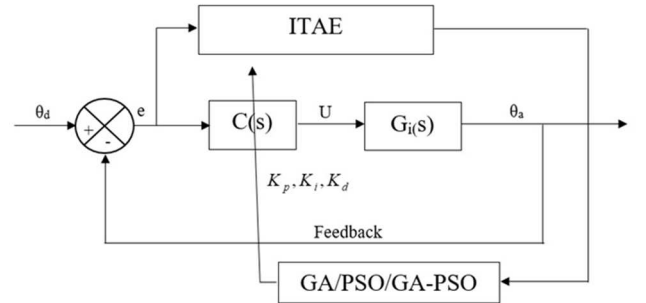 ITAE
θd
e
+
-
C(s)
U
Gi(s)
θa
Kp, Ki, Kd
Feedback
GA/PSO/GA-PSO